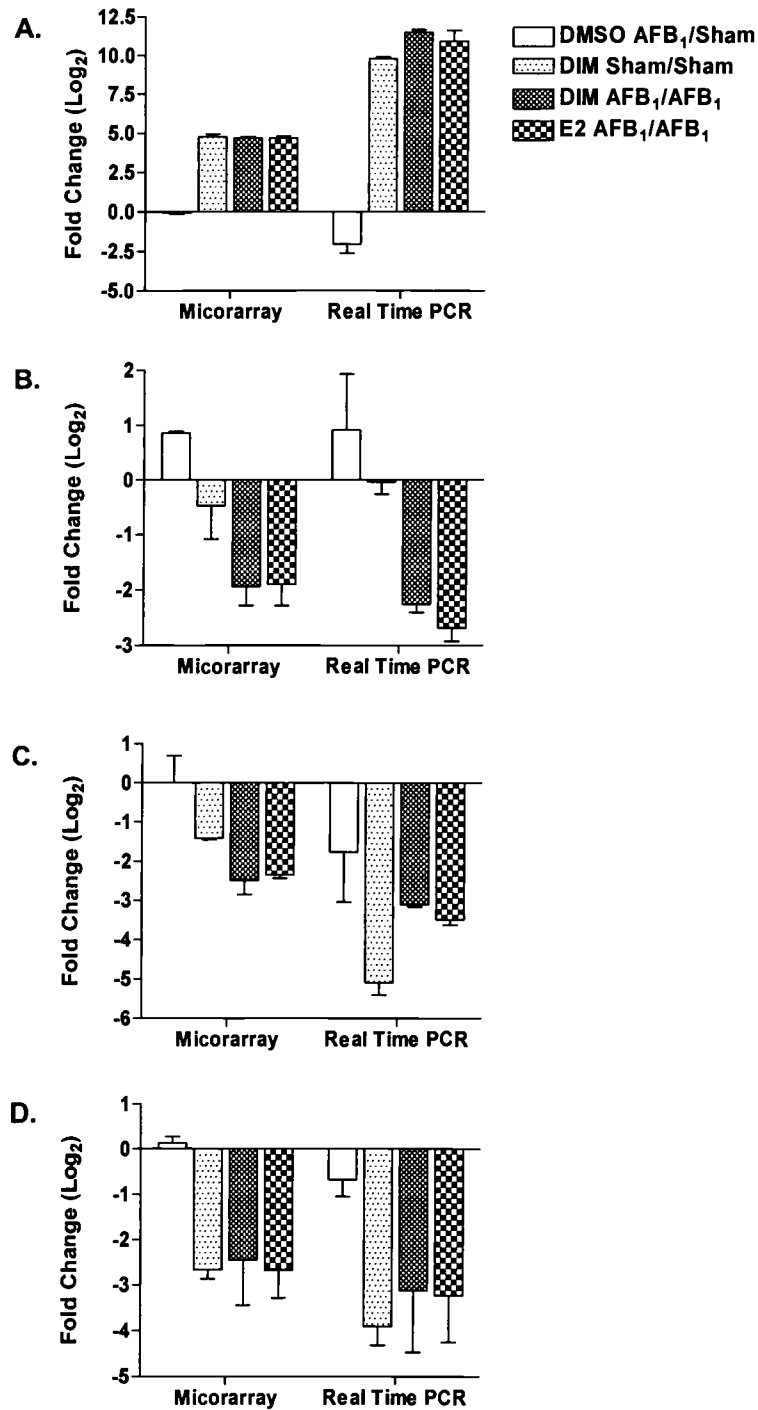 A.
Fold Change (Log2)
12.5
10.0
7.5
5.0
2.5
0.0
-2.5
-5.0
Micorarray
Real Time PCR
DMSO AFB1/Sham
DIM Sham/Sham
DIM AFB1/AFB1
E2 AFB1/AFB1
B.
Fold Change (Log2)
2
1
0
-1
-2
-3
Micorarray
Real Time PCR
C.
Fold Change (Log2)
1
0
-1
-2
-3
-4
-5
-6
Micorarray
Real Time PCR
D.
Fold Change (Log2)
1
0
-1
-2
-3
-4
-5
Micorarray
Real Time PCR